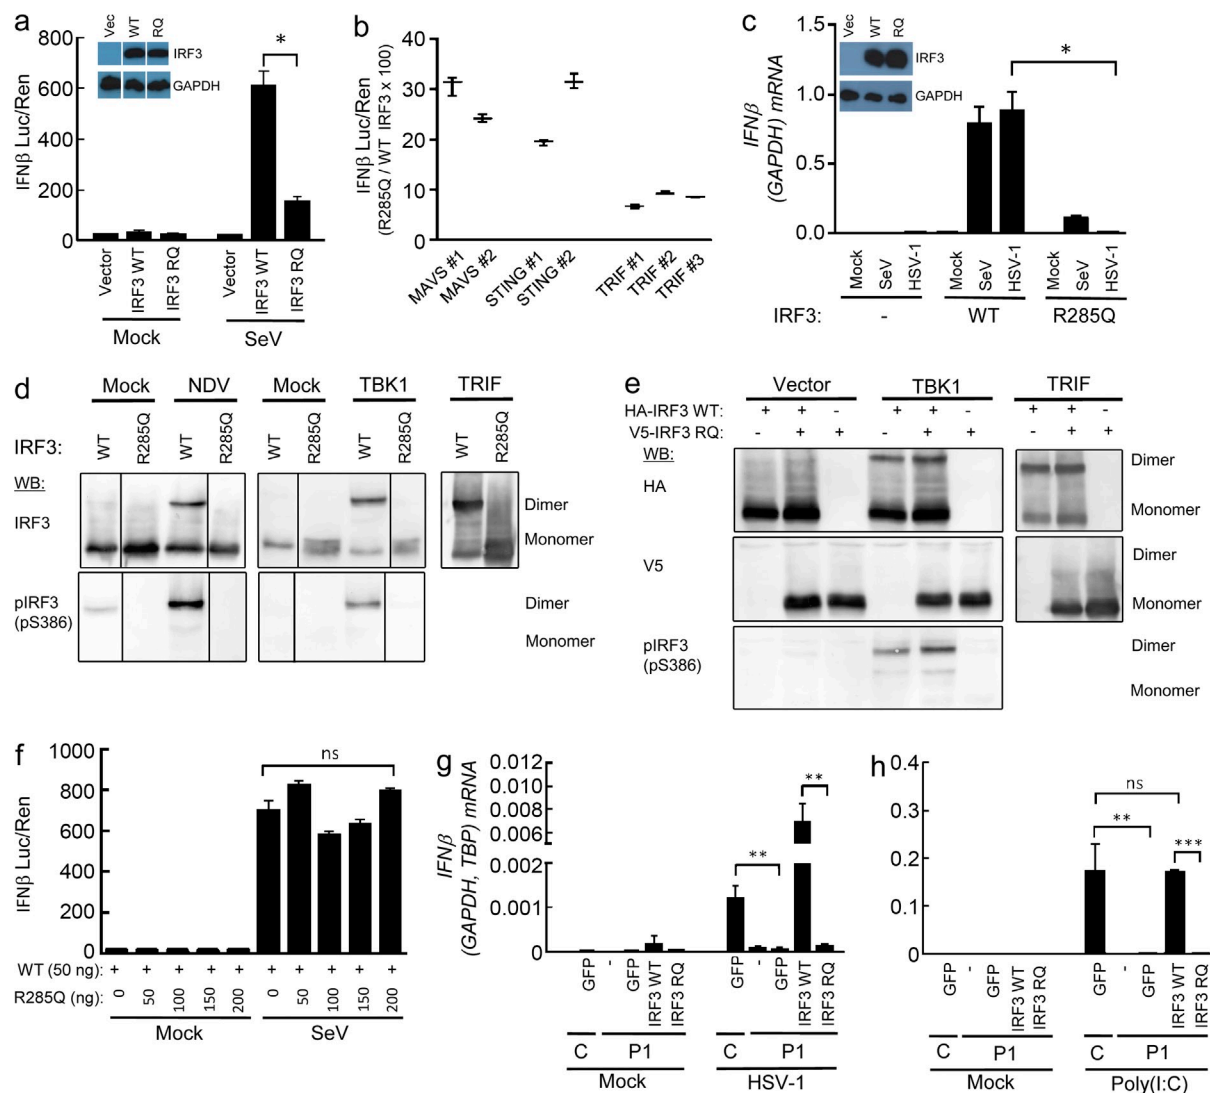 a
IFNβ Luc/Ren
800
600
400
200
0
Vec
WT
RQ
IRF3
GAPDH
*
Vector
IRF3 WT
IRF3 RQ
Vector
IRF3 WT
IRF3 RQ
Mock
SeV
b
IFNβ Luc/Ren
(R285Q / WT IRF3 x 100)
40
30
20
10
0
MAVS #1
MAVS #2
STING #1
STING #2
TRIF #1
TRIF #2
TRIF #3
c
IFNβ
(GAPDH) mRNA
1.5
1.0
0.5
0.0
Vec
WT
RQ
IRF3
GAPDH
*
Mock
SeV
HSV-1
Mock
SeV
HSV-1
Mock
SeV
HSV-1
IRF3: - WT R285Q
d
Mock NDV Mock TBK1 TRIF
IRF3: WT R285Q WT R285Q WT R285Q WT R285Q WT R285Q
WB:
IRF3
Dimer
Monomer
pIRF3
(pS386)
Dimer
Monomer
e
Vector TBK1 TRIF
HA-IRF3 WT: + + - + + - + + -
V5-IRF3 RQ: - + + - + + - + +
WB:
HA
Dimer
Monomer
V5
Dimer
Monomer
pIRF3
(pS386)
Dimer
Monomer
f
IFNβ Luc/Ren
1000
800
600
400
200
0
ns
WT (50 ng): + + + + + + + + + +
R285Q (ng): 0 50 100 150 200 0 50 100 150 200
Mock SeV
g
IFNβ
(GAPDH, TBP) mRNA
0.012
0.010
0.008
0.006
0.002
0.001
0
**
**
GFP
-
GFP
IRF3 WT
IRF3 RQ
GFP
-
GFP
IRF3 WT
IRF3 RQ
C P1 C P1
Mock HSV-1
h
0.4
0.3
0.2
0.1
0
ns
**
***
GFP
-
GFP
IRF3 WT
IRF3 RQ
GFP
-
GFP
IRF3 WT
IRF3 RQ
C P1 C P1
Mock Poly(I:C)